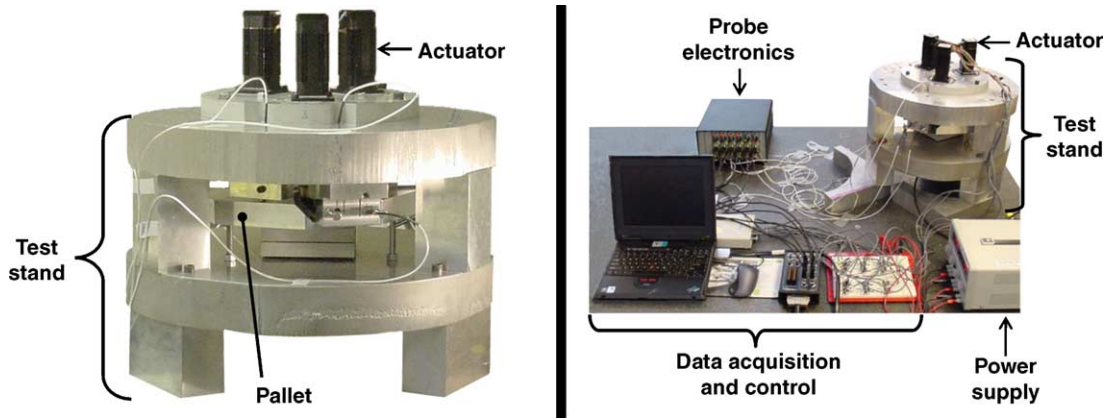 Actuator
Test
stand
Pallet
Probe
electronics
Actuator
Test
stand
Data acquisition
and control
Power
supply